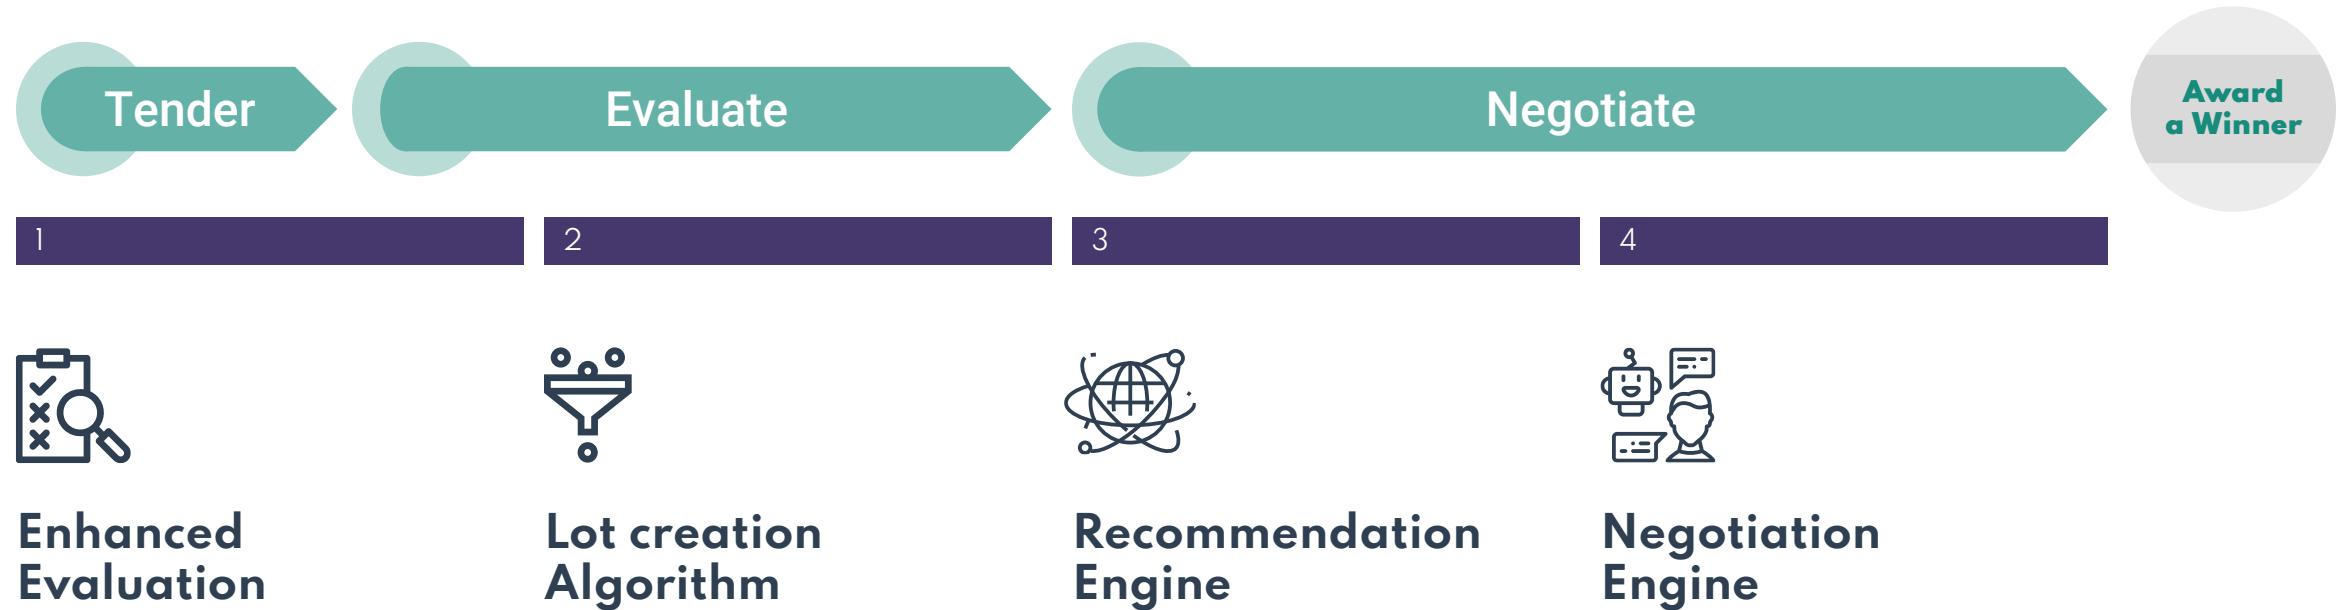 Tender
Evaluate
Negotiate
Award
a Winner
1
2
3
4
Enhanced
Evaluation
Lot creation
Algorithm
Recommendation
Engine
Negotiation
Engine